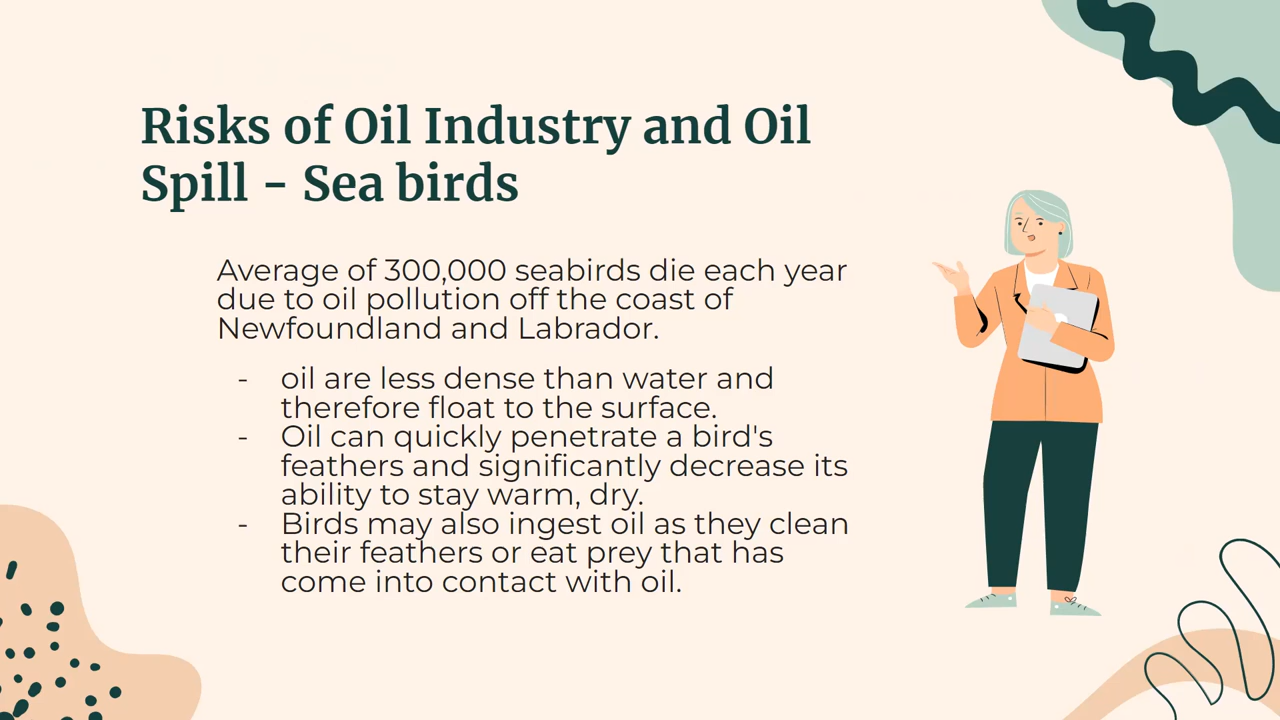 Risks of Oil Industry and Oil
Spill - Sea birds
Average of 300,000 seabirds die each year
due to oil pollution off the coast of
Newfoundland and Labrador.
- oil are less dense than water and
therefore float to the surface.
- Oil can quickly penetrate a bird's
feathers and significantly decrease its
ability to stay warm, dry.
- Birds may also ingest oil as they clean
their feathers or eat prey that has
come into contact with oil.